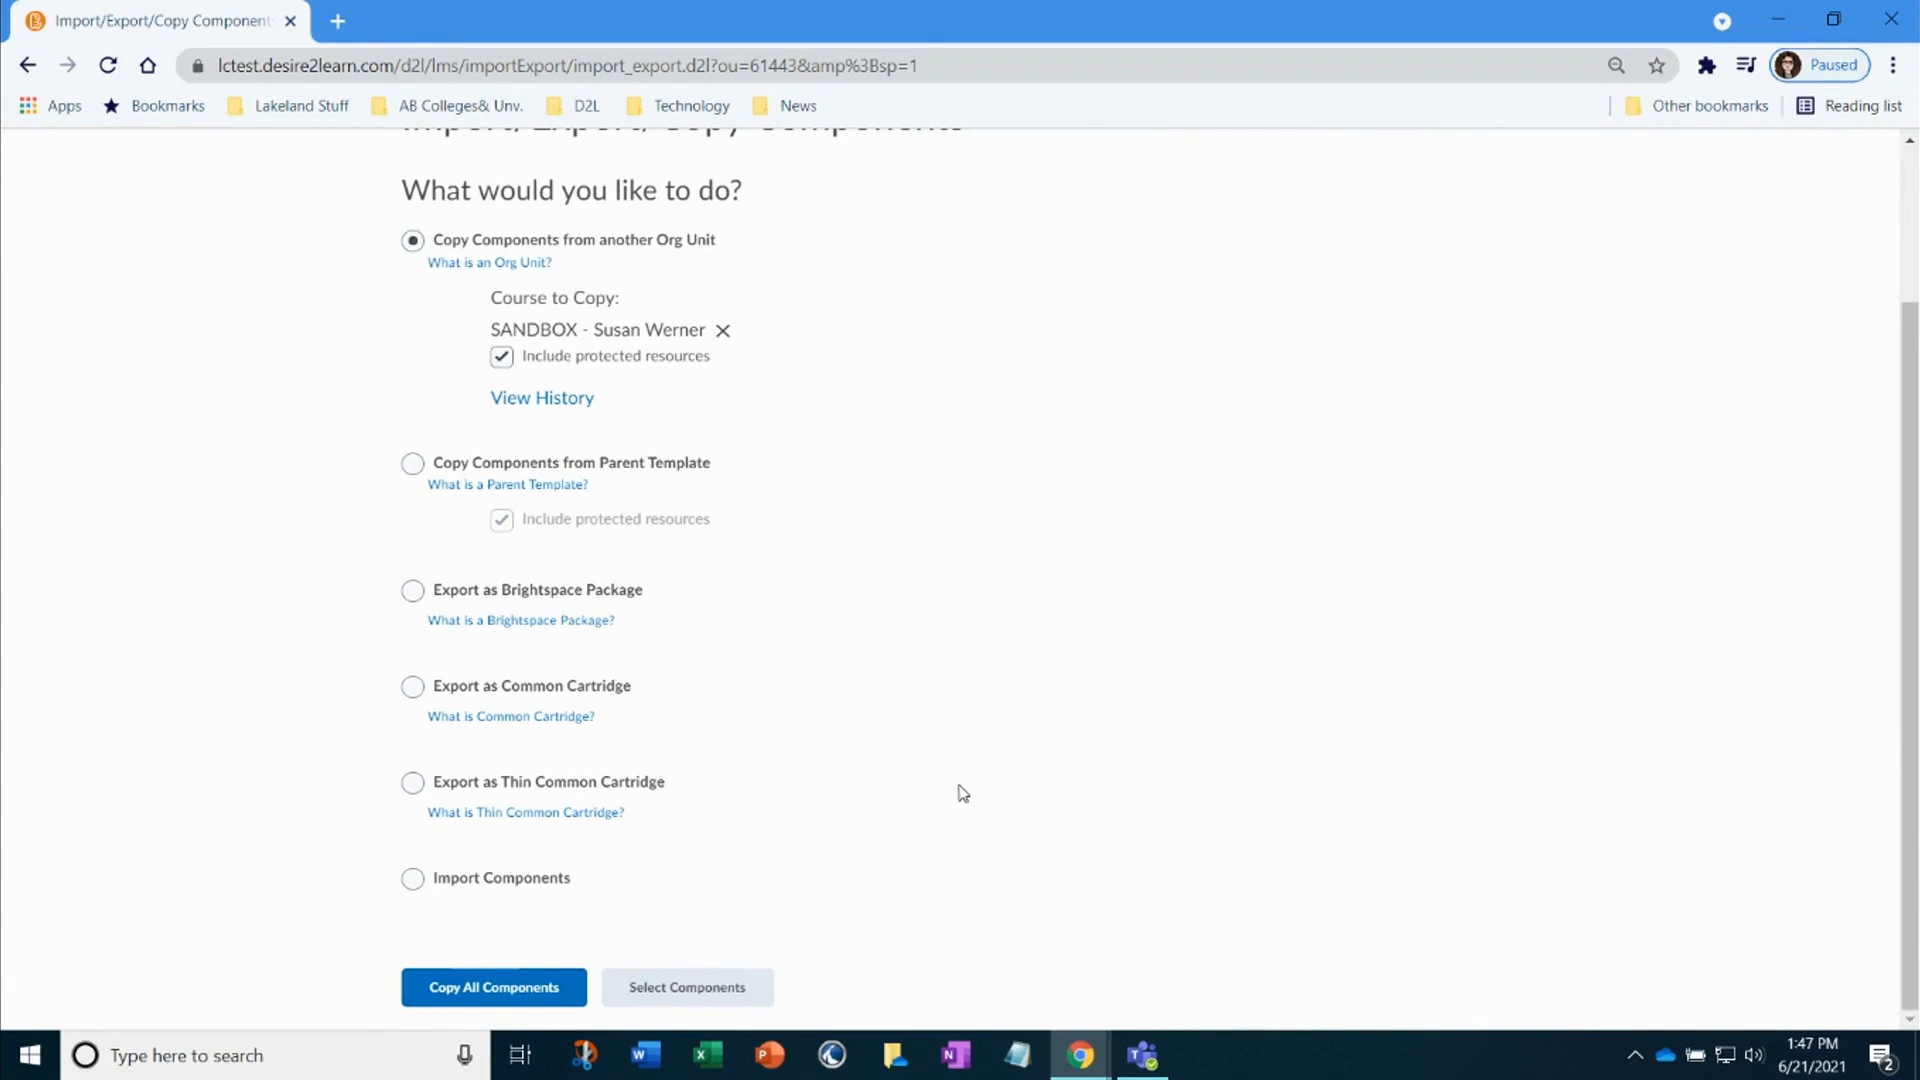 Import/Export/Copy Component
lctest.desire2learn.com/d2l/lms/importExport/import_export.d2l?ou=61443&amp%3Bsp=1
Paused
Apps
Bookmarks
Lakeland Stuff
AB Colleges& Unv.
D2L
Technology
News
Other bookmarks
Reading list
Import/Export/Copy Components
What would you like to do?
Copy Components from another Org Unit
What is an Org Unit?
Course to Copy:
SANDBOX - Susan Werner
Include protected resources
View History
Copy Components from Parent Template
What is a Parent Template?
Include protected resources
Export as Brightspace Package
What is a Brightspace Package?
Export as Common Cartridge
What is Common Cartridge?
Export as Thin Common Cartridge
What is Thin Common Cartridge?
Import Components
Copy All Components
Select Components
Type here to search
1:47 PM
6/21/2021
2